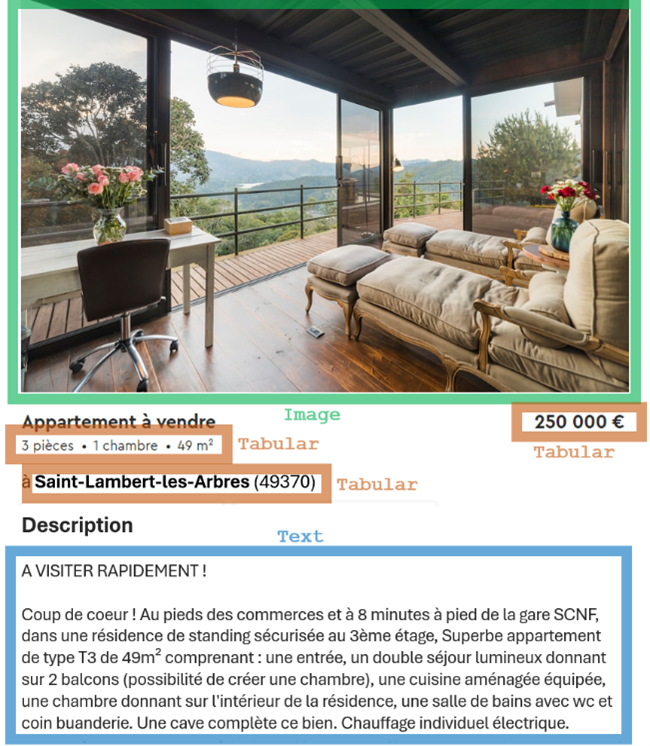 Appartement à vendre
Image
250 000 €
3 pièces • 1 chambre • 49 m²
Tabular
Tabular
à Saint-Lambert-les-Arbres (49370)
Tabular
Description
Text
A VISITER RAPIDEMENT !
Coup de coeur ! Au pieds des commerces et à 8 minutes à pied de la gare SCNF,
dans une résidence de standing sécurisée au 3ème étage, Superbe appartement
de type T3 de 49m² comprenant : une entrée, un double séjour lumineux donnant
sur 2 balcons (possibilité de créer une chambre), une cuisine aménagée équipée,
une chambre donnant sur l'intérieur de la résidence, une salle de bains avec wc et
coin buanderie. Une cave complète ce bien. Chauffage individuel électrique.